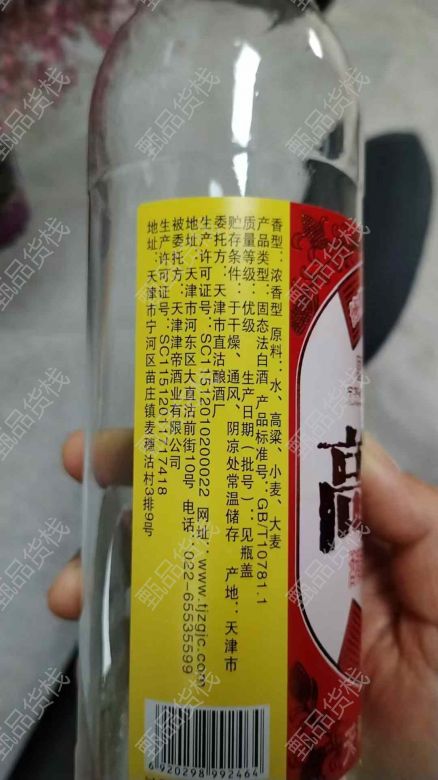 香型：浓香型 原料：水、高粱、小麦、大麦
产品类型：固态法白酒 产品标准号：GB/T10781.1
质量等级：优级 生产日期（批号）：见瓶盖
贮存条件：于干燥、通风、阴凉处常温储存 产地：天津市
委托方：天津市直沽酿酒厂
生产许可证号：SC11512010200022 网址：www.tjzgjc.com
地址：天津市河东区大直沽前街10号 电话：022-65535599
被委托方：天津津帝酒业有限公司
生产许可证号：SC11512011717418
地址：天津市宁河区苗庄镇麦穗沽村3排9号
6920298992464
高
甄品货栈